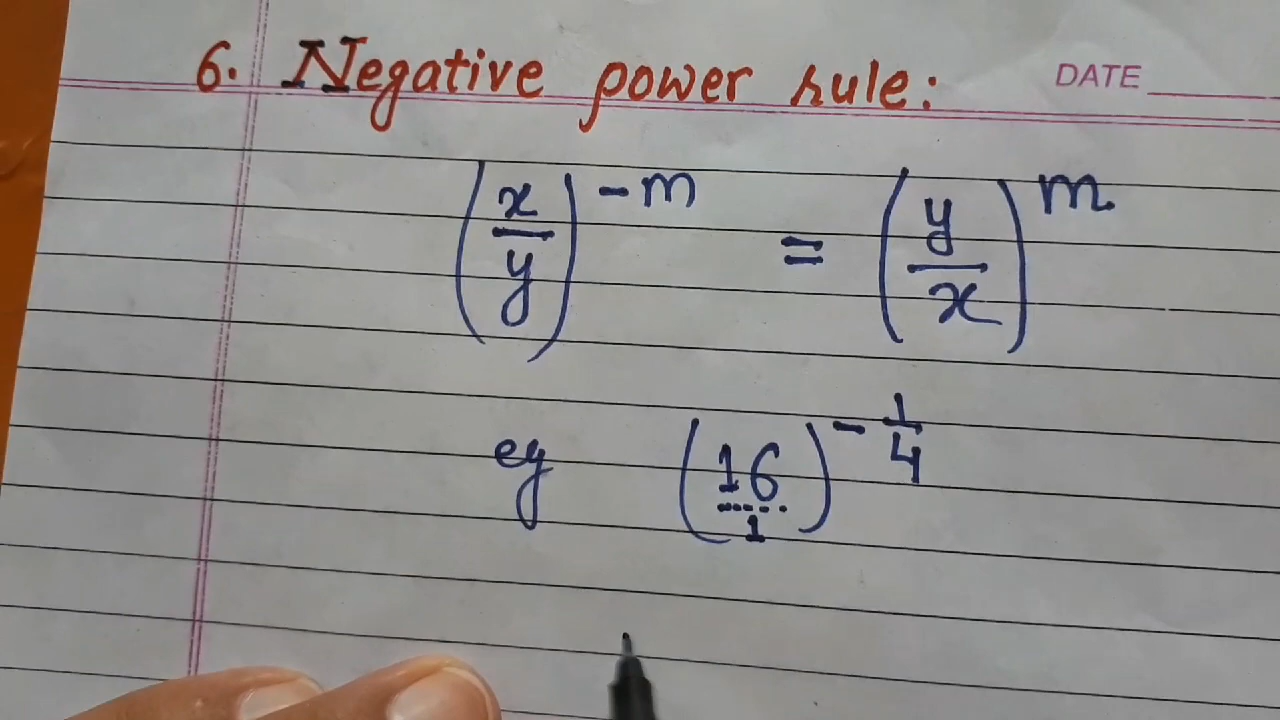 6. Negative power rule:
DATE
(x/y)^-m = (y/x)^m
eg (16/1)^-1/4